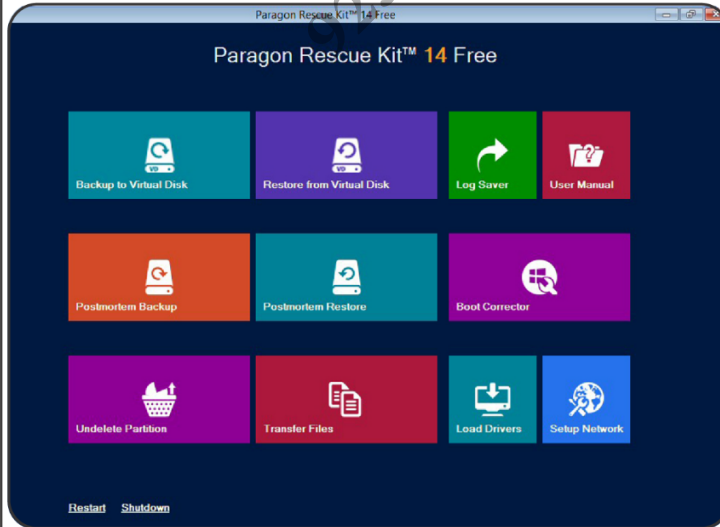 Paragon Rescue Kit™ 14 Free
Paragon Rescue Kit™ 14 Free
Backup to Virtual Disk
Restore from Virtual Disk
Log Saver
User Manual
Postmortem Backup
Postmortem Restore
Boot Corrector
Undelete Partition
Transfer Files
Load Drivers
Setup Network
Restart Shutdown